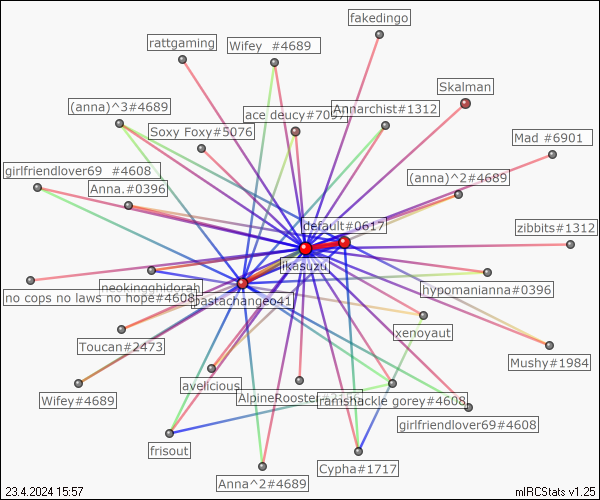 fakedingo
rattgaming
Wifey #4689
Skalman
(anna)^3#4689
ace deucy#7097
Annarchist#1312
Soxy Foxy#5076
Mad #6901
girlfriendlover69 #4608
(anna)^2#4689
Anna.#0396
default#0617
zibbits#1312
likasuzu
neokingghidorah
hypomanianna#0396
no cops no laws no hope#4608
pastachangeo41
xenoyaut
Toucan#2473
Mushy#1984
avelicious
Wifey#4689
AlpineRooster
ramshackle gorey#4608
girlfriendlover69#4608
frisout
Cypha#1717
Anna^2#4689
23.4.2024 15:57
mIRCStats v1.25